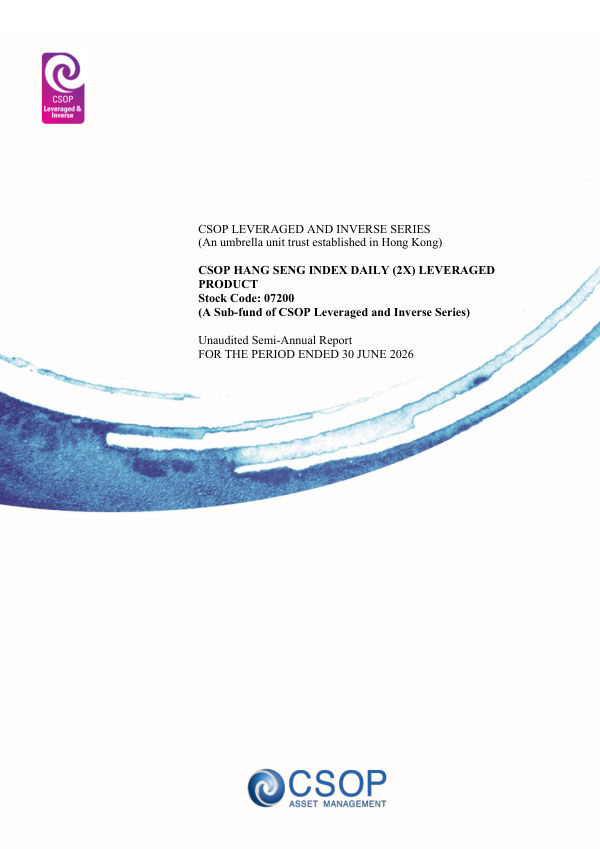 CSOP
Leveraged &
Inverse
CSOP LEVERAGED AND INVERSE SERIES
(An umbrella unit trust established in Hong Kong)
CSOP HANG SENG INDEX DAILY (2X) LEVERAGED
PRODUCT
Stock Code: 07200
(A Sub-fund of CSOP Leveraged and Inverse Series)
Unaudited Semi-Annual Report
FOR THE PERIOD ENDED 30 JUNE 2026
CSOP
ASSET MANAGEMENT